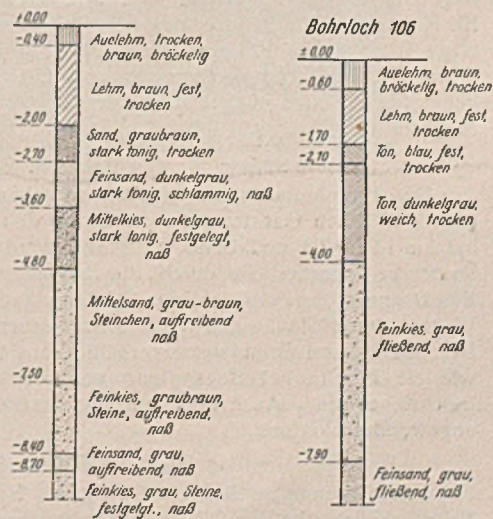 ±0,00
-0,40
Auelehm, trocken,
braun, bröckelig
Lehm, braun, fest,
trocken
-2,00
Sand, graubraun,
stark tonig, trocken
-2,70
Feinsand, dunkelgrau,
stark tonig, schlammig, naß
-3,60
Mittelkies, dunkelgrau,
stark tonig, festgelegt,
naß
-4,80
Mittelsand, grau-braun,
Steinchen, auftreibend
naß
-7,50
Feinkies, graubraun,
Steine, auftreibend,
naß
-8,40
Feinsand, grau,
auftreibend, naß
-8,70
Feinkies, grau, Steine,
festgelgt., naß
Bohrloch 106
±0,00
Auelehm, braun,
bröckelig, trocken
-0,60
Lehm, braun, fest,
trocken
-1,70
Ton, blau, fest,
trocken
-2,10
Ton, dunkelgrau,
weich, trocken
-4,00
Feinkies, grau,
fließend, naß
-7,90
Feinsand, grau,
fließend, naß